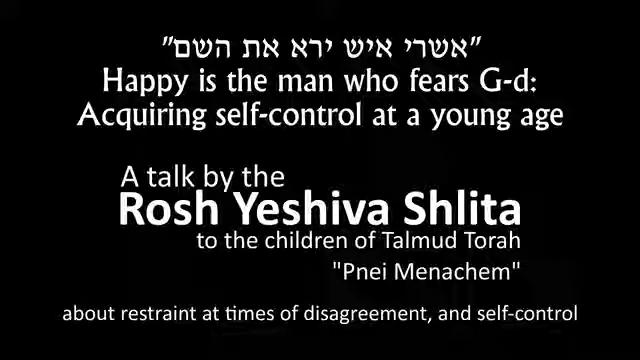 "אשרי איש ירא את השם"
Happy is the man who fears G-d:
Acquiring self-control at a young age
A talk by the
Rosh Yeshiva Shlita
to the children of Talmud Torah
"Pnei Menachem"
about restraint at times of disagreement, and self-control